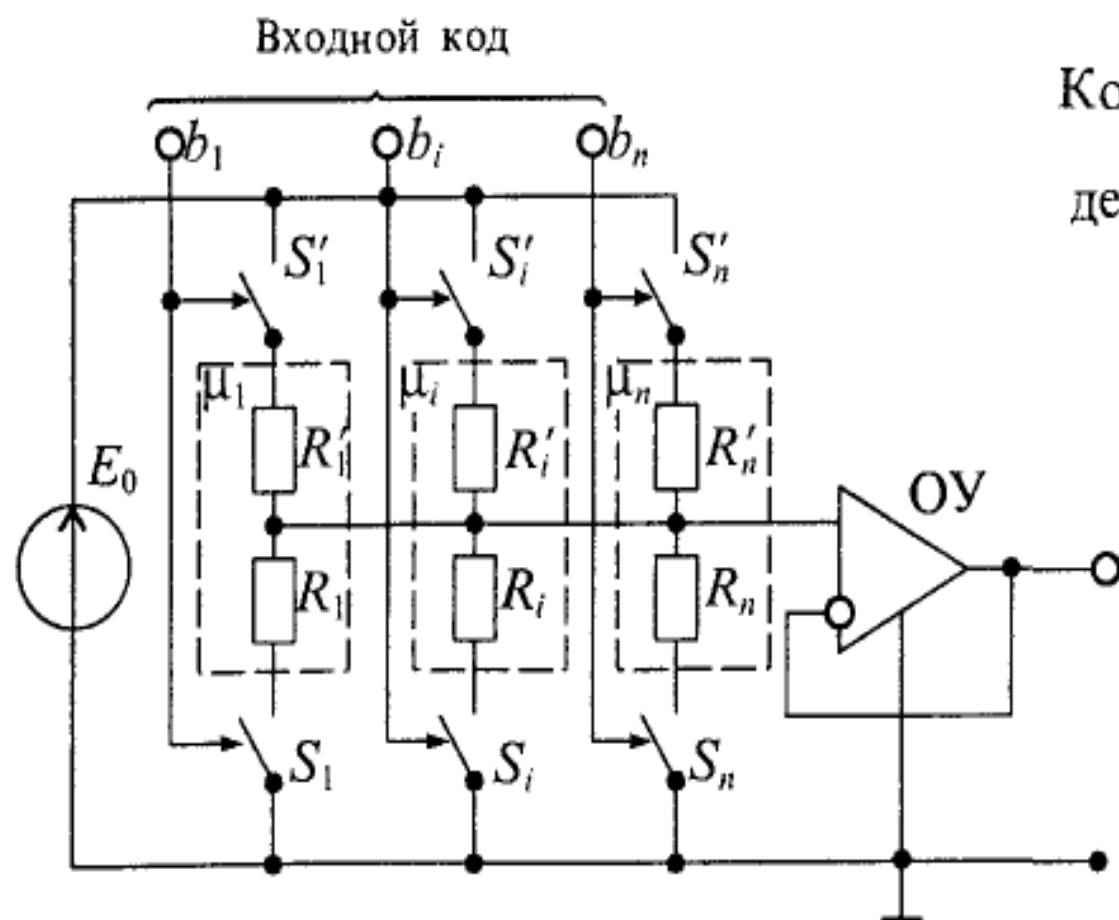 Входной код
Ко
b₁ bᵢ bₙ
де
S′₁ S′ᵢ S′ₙ
μ₁ μᵢ μₙ
R′₁ R′ᵢ R′ₙ
E₀
ОУ
R₁ Rᵢ Rₙ
S₁ Sᵢ Sₙ